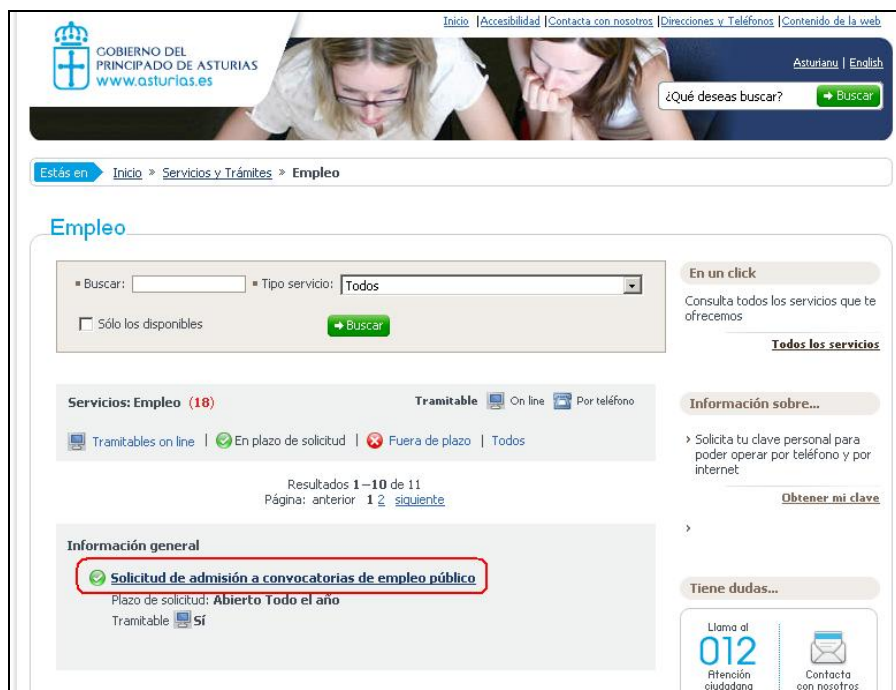 Inicio |Accesibilidad |Contacta con nosotros |Direcciones y Teléfonos |Contenido de la web
GOBIERNO DEL
PRINCIPADO DE ASTURIAS
www.asturias.es
Asturianu | English
¿Qué deseas buscar? Buscar
Estás en Inicio » Servicios y Trámites » Empleo
Empleo
Buscar: Tipo servicio: Todos
Sólo los disponibles Buscar
En un click
Consulta todos los servicios que te
ofrecemos
Todos los servicios
Servicios: Empleo (18) Tramitable On line Por teléfono
Tramitables on line | En plazo de solicitud | Fuera de plazo | Todos
Resultados 1–10 de 11
Página: anterior 1 2 siguiente
Información sobre...
› Solicita tu clave personal para
poder operar por teléfono y por
internet
Obtener mi clave
›
Información general
Solicitud de admisión a convocatorias de empleo público
Plazo de solicitud: Abierto Todo el año
Tramitable Sí
Tiene dudas...
Llama al
012
Atención
ciudadana
Contacta
con nosotros